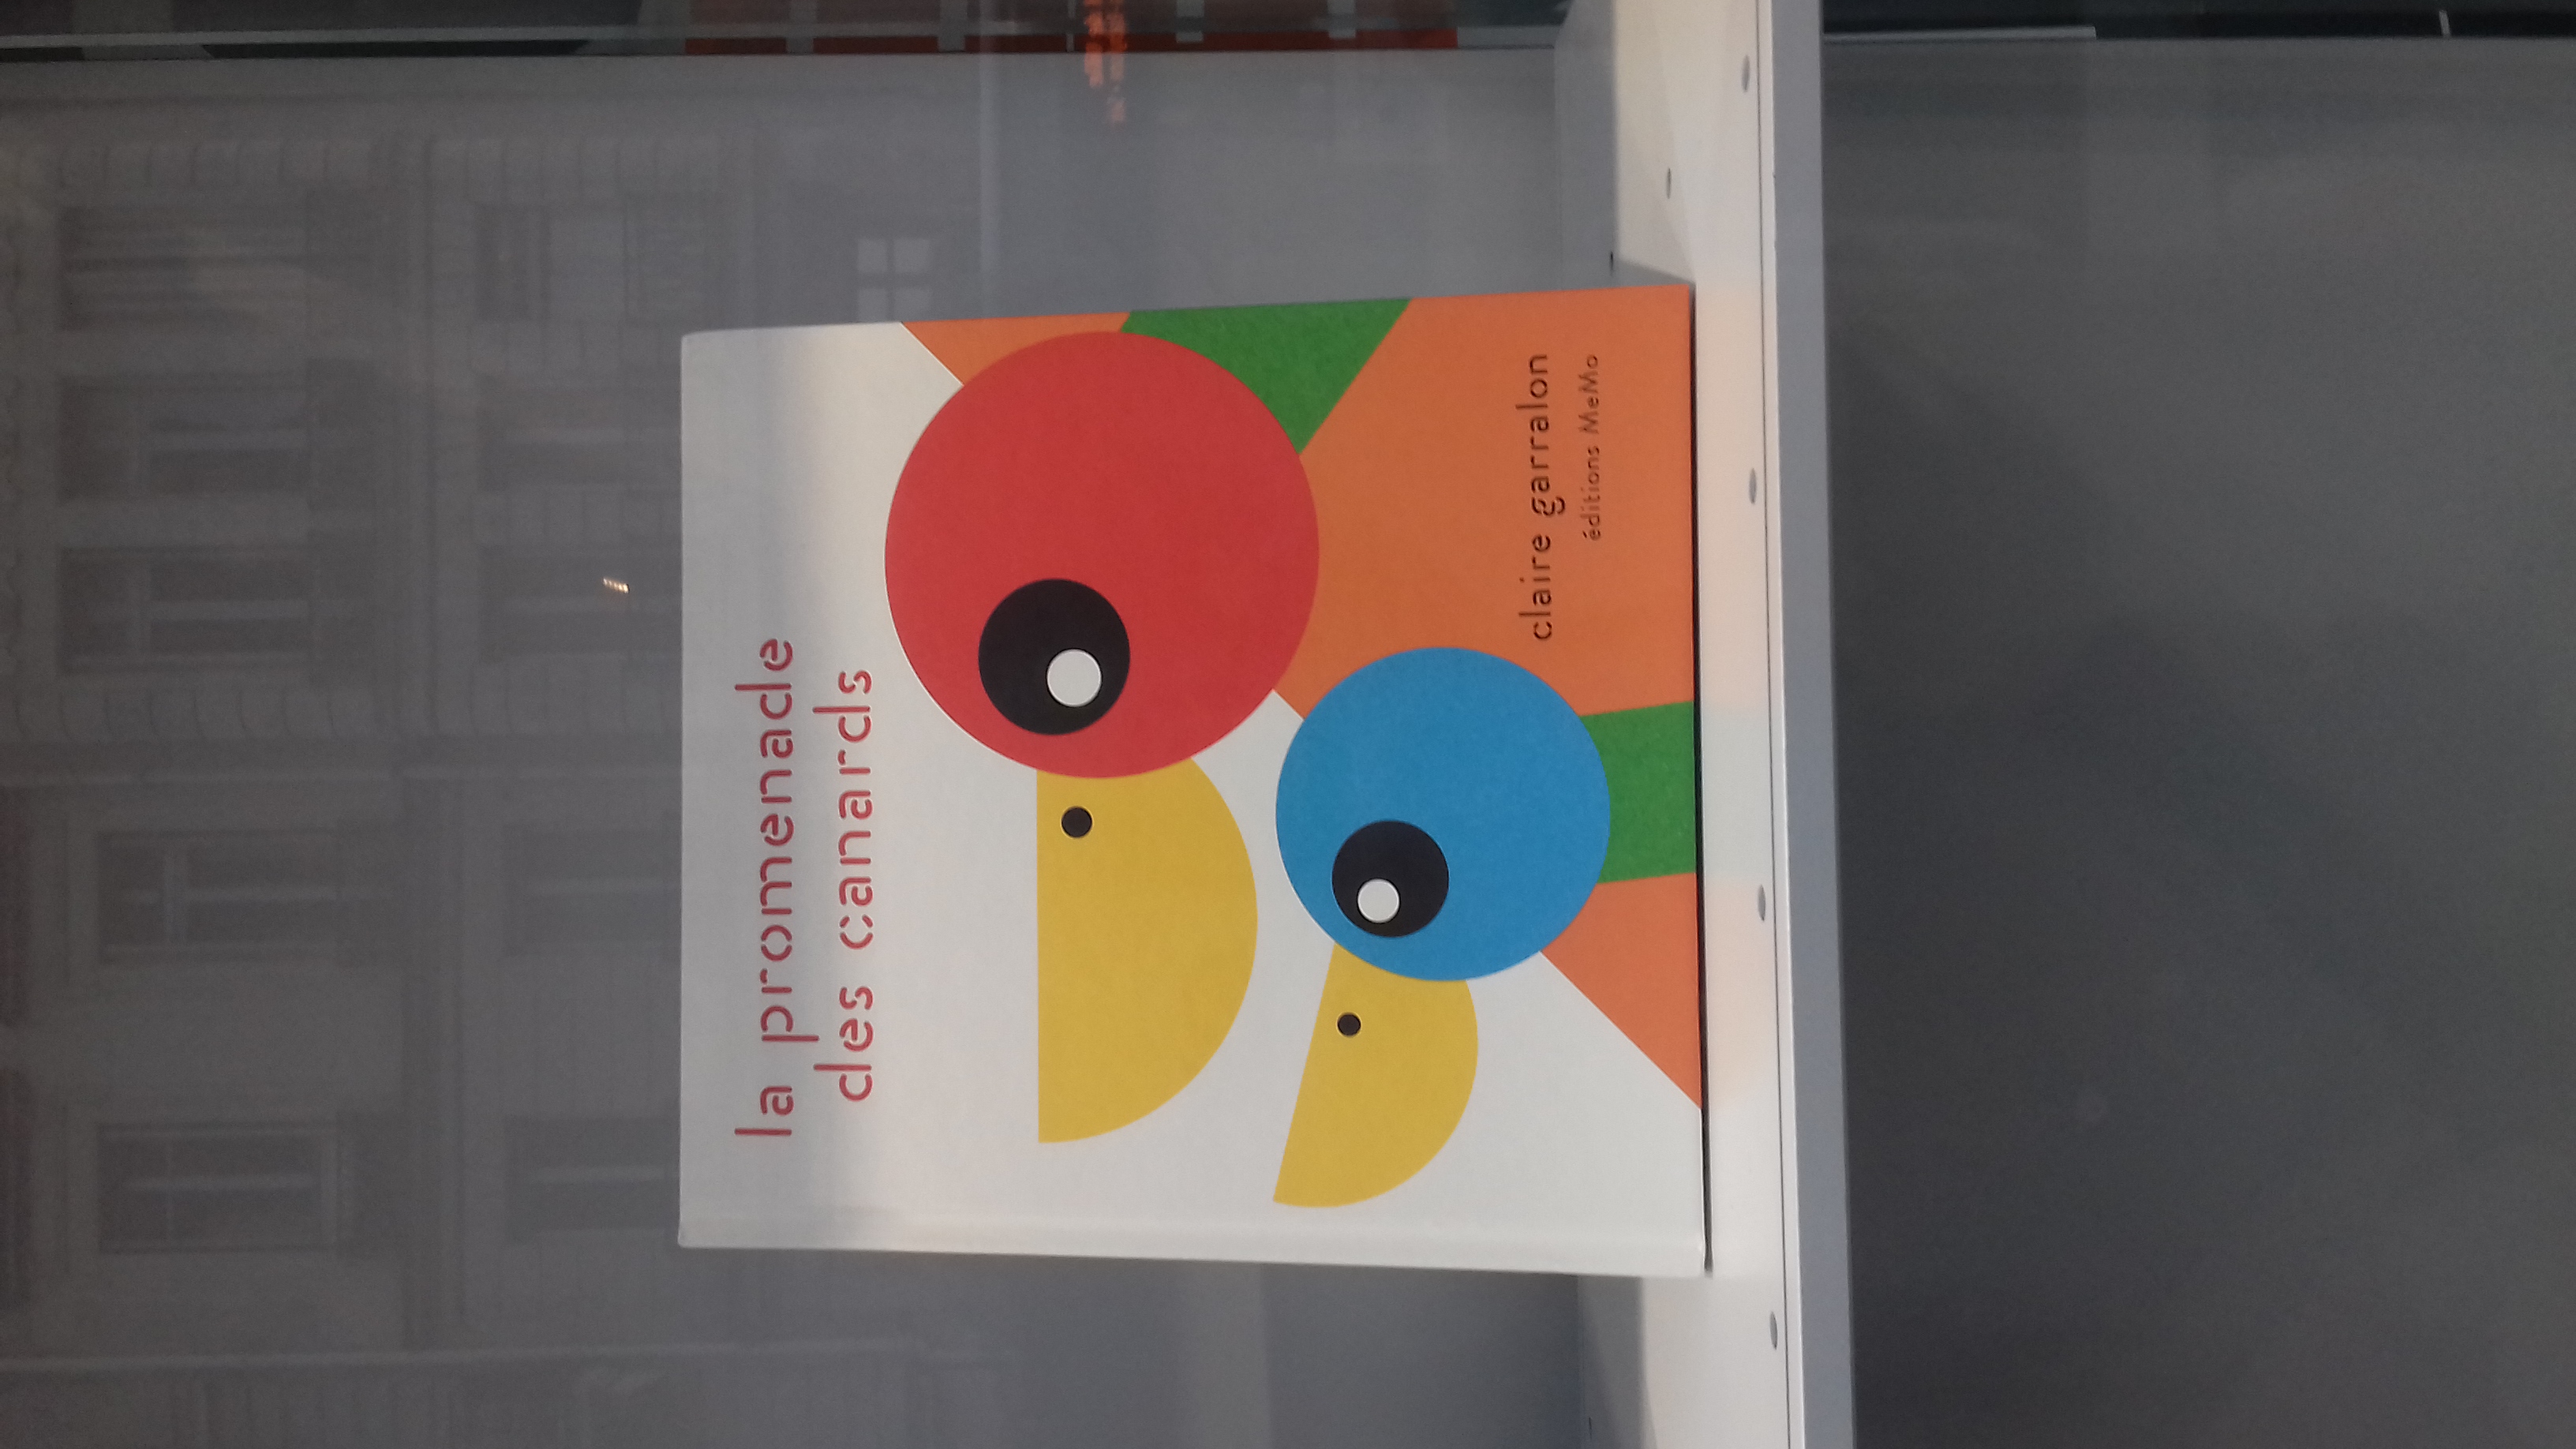 la promenade
des canards
claire garralon
éditions MeMo